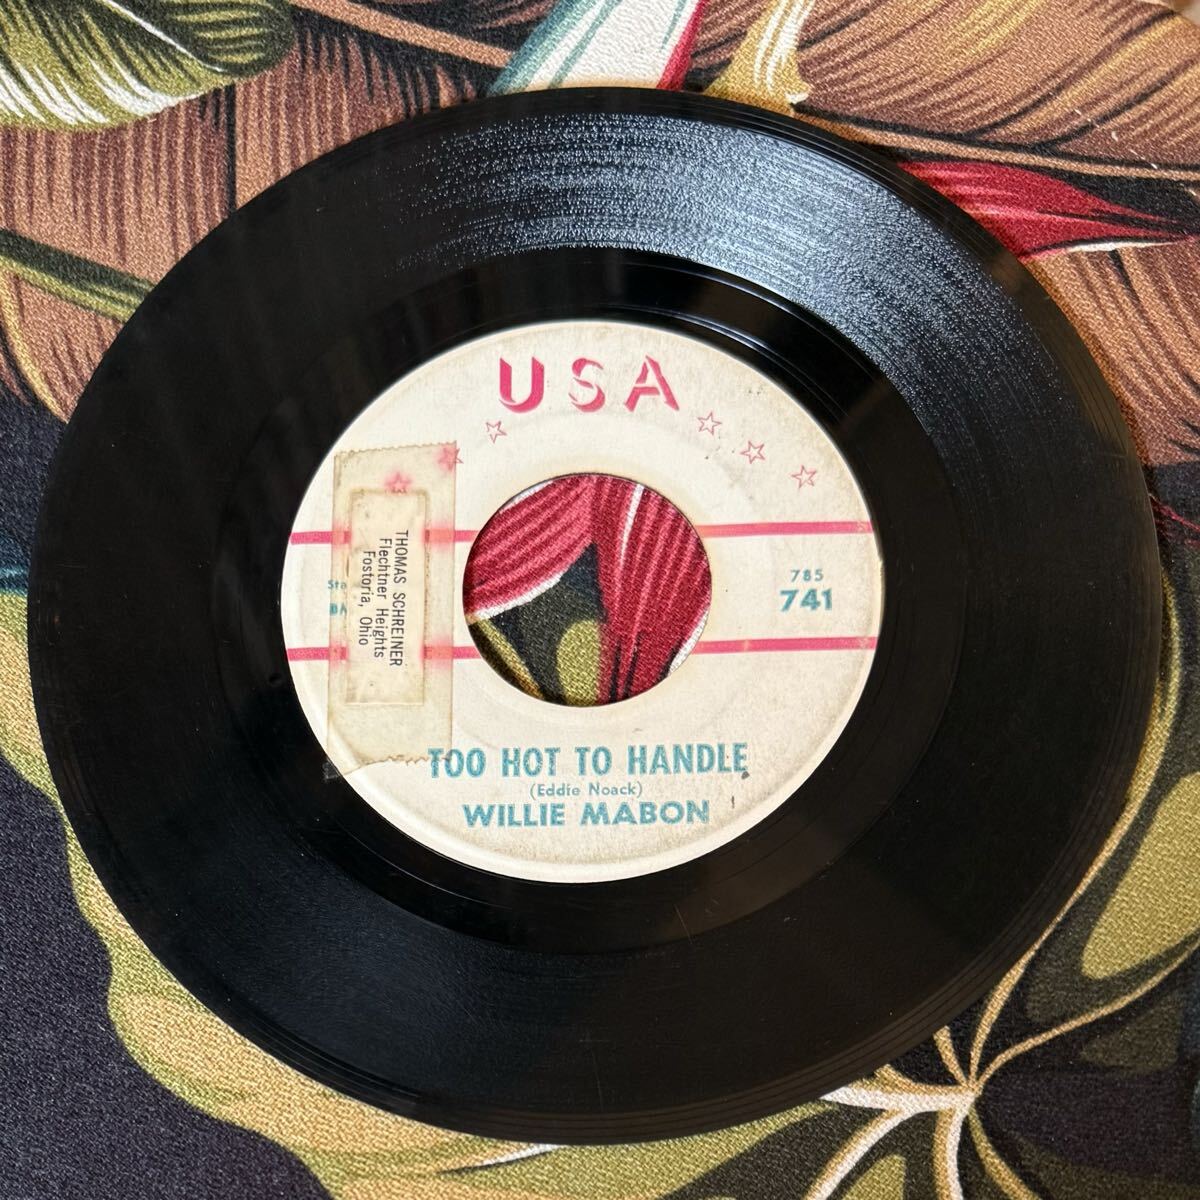 USA
THOMAS SCHREINER
Flechtner Heights
Fostoria, Ohio
785
741
TOO HOT TO HANDLE
(Eddie Noack)
WILLIE MABON